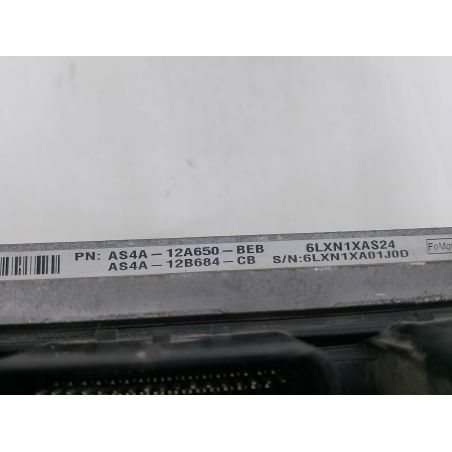 PN: AS4A-12A650-BEB 6LXN1XAS24
AS4A-12B684-CB S/N:6LXN1XA01J0D